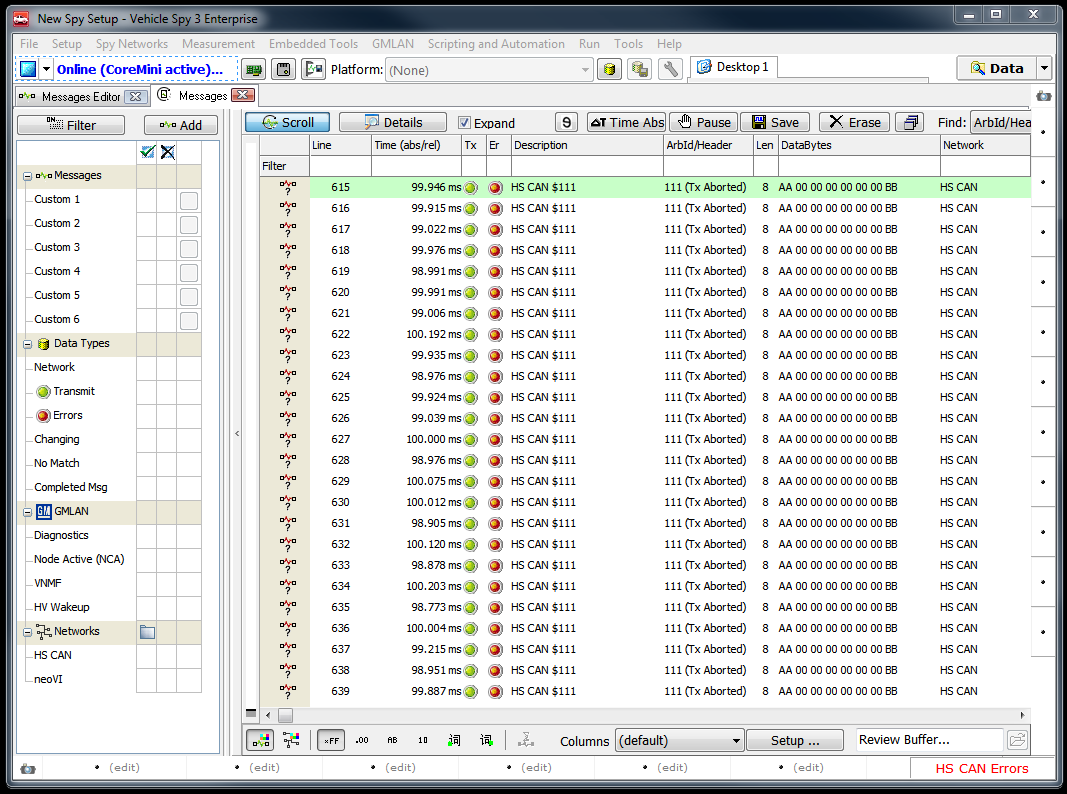 New Spy Setup - Vehicle Spy 3 Enterprise
File Setup Spy Networks Measurement Embedded Tools GMLAN Scripting and Automation Run Tools Help
Online (CoreMini active)... Platform: (None) Desktop 1 Data
Messages Editor Messages
Filter Add Scroll Details Expand 9 ΔT Time Abs Pause Save Erase Find: ArbId/Hea
Line Time (abs/rel) Tx Er Description ArbId/Header Len DataBytes Network
Filter
Messages
Custom 1
Custom 2
Custom 3
Custom 4
Custom 5
Custom 6
Data Types
Network
Transmit
Errors
Changing
No Match
Completed Msg
GM GMLAN
Diagnostics
Node Active (NCA)
VNMF
HV Wakeup
Networks
HS CAN
neoVI
615 99.946 ms HS CAN $111 111 (Tx Aborted) 8 AA 00 00 00 00 00 00 BB HS CAN
616 99.915 ms HS CAN $111 111 (Tx Aborted) 8 AA 00 00 00 00 00 00 BB HS CAN
617 99.022 ms HS CAN $111 111 (Tx Aborted) 8 AA 00 00 00 00 00 00 BB HS CAN
618 99.976 ms HS CAN $111 111 (Tx Aborted) 8 AA 00 00 00 00 00 00 BB HS CAN
619 98.991 ms HS CAN $111 111 (Tx Aborted) 8 AA 00 00 00 00 00 00 BB HS CAN
620 99.991 ms HS CAN $111 111 (Tx Aborted) 8 AA 00 00 00 00 00 00 BB HS CAN
621 99.006 ms HS CAN $111 111 (Tx Aborted) 8 AA 00 00 00 00 00 00 BB HS CAN
622 100.192 ms HS CAN $111 111 (Tx Aborted) 8 AA 00 00 00 00 00 00 BB HS CAN
623 99.935 ms HS CAN $111 111 (Tx Aborted) 8 AA 00 00 00 00 00 00 BB HS CAN
624 98.976 ms HS CAN $111 111 (Tx Aborted) 8 AA 00 00 00 00 00 00 BB HS CAN
625 99.924 ms HS CAN $111 111 (Tx Aborted) 8 AA 00 00 00 00 00 00 BB HS CAN
626 99.039 ms HS CAN $111 111 (Tx Aborted) 8 AA 00 00 00 00 00 00 BB HS CAN
627 100.000 ms HS CAN $111 111 (Tx Aborted) 8 AA 00 00 00 00 00 00 BB HS CAN
628 98.976 ms HS CAN $111 111 (Tx Aborted) 8 AA 00 00 00 00 00 00 BB HS CAN
629 100.075 ms HS CAN $111 111 (Tx Aborted) 8 AA 00 00 00 00 00 00 BB HS CAN
630 100.012 ms HS CAN $111 111 (Tx Aborted) 8 AA 00 00 00 00 00 00 BB HS CAN
631 98.905 ms HS CAN $111 111 (Tx Aborted) 8 AA 00 00 00 00 00 00 BB HS CAN
632 100.120 ms HS CAN $111 111 (Tx Aborted) 8 AA 00 00 00 00 00 00 BB HS CAN
633 98.878 ms HS CAN $111 111 (Tx Aborted) 8 AA 00 00 00 00 00 00 BB HS CAN
634 100.203 ms HS CAN $111 111 (Tx Aborted) 8 AA 00 00 00 00 00 00 BB HS CAN
635 98.773 ms HS CAN $111 111 (Tx Aborted) 8 AA 00 00 00 00 00 00 BB HS CAN
636 100.004 ms HS CAN $111 111 (Tx Aborted) 8 AA 00 00 00 00 00 00 BB HS CAN
637 99.215 ms HS CAN $111 111 (Tx Aborted) 8 AA 00 00 00 00 00 00 BB HS CAN
638 98.951 ms HS CAN $111 111 (Tx Aborted) 8 AA 00 00 00 00 00 00 BB HS CAN
639 99.887 ms HS CAN $111 111 (Tx Aborted) 8 AA 00 00 00 00 00 00 BB HS CAN
xFF .00 AB 10 词 词 Columns (default) Setup ... Review Buffer...
(edit) (edit) (edit) (edit) (edit) (edit) HS CAN Errors